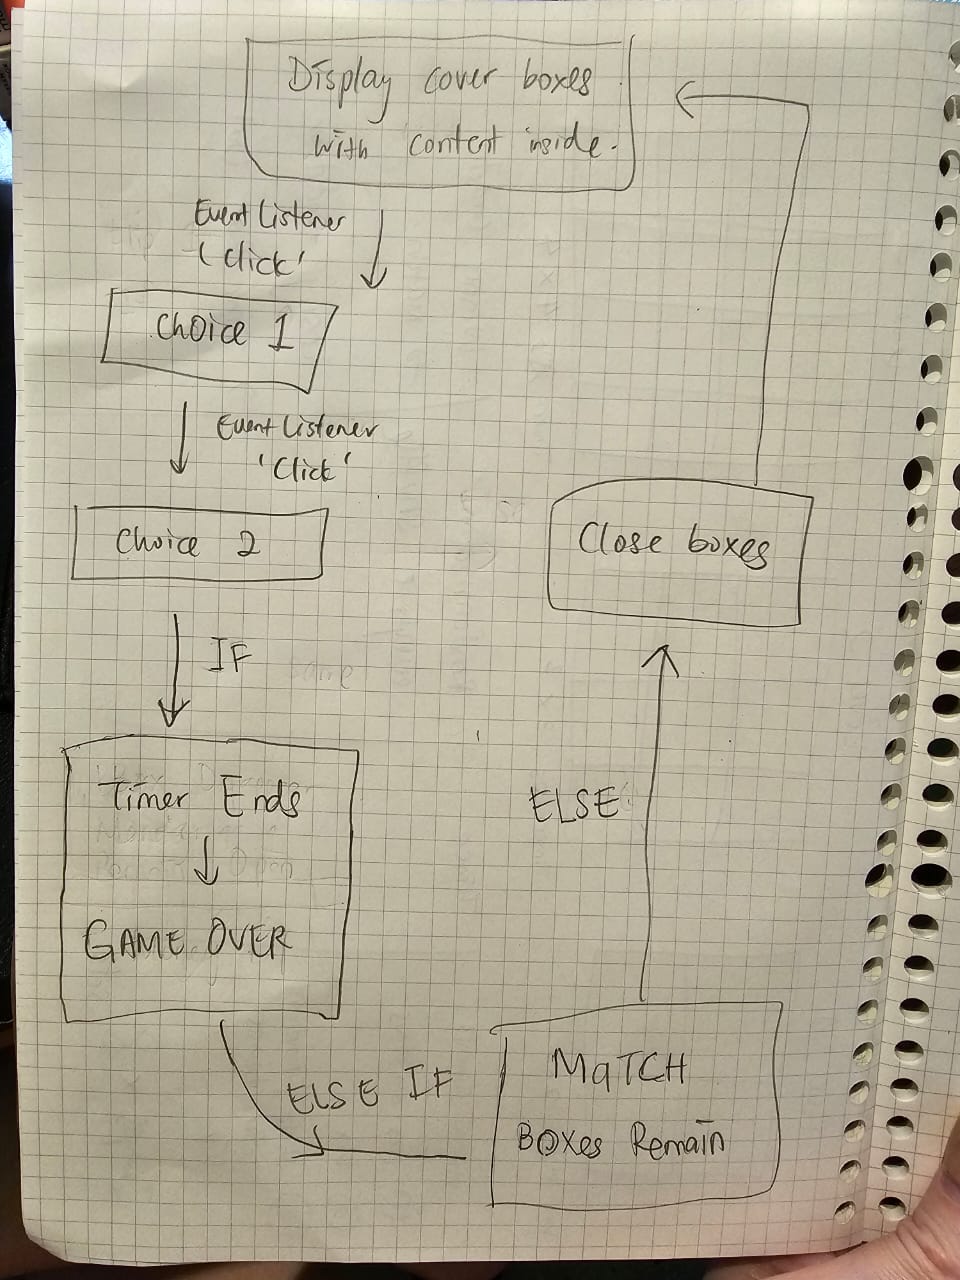 Display cover boxes
with content inside.
Event Listener
'Click'
Choice 1
Event Listener
'Click'
Choice 2
IF
Timer Ends
GAME OVER
ELSE IF
MaTCH
Boxes Remain
ELSE
Close boxes